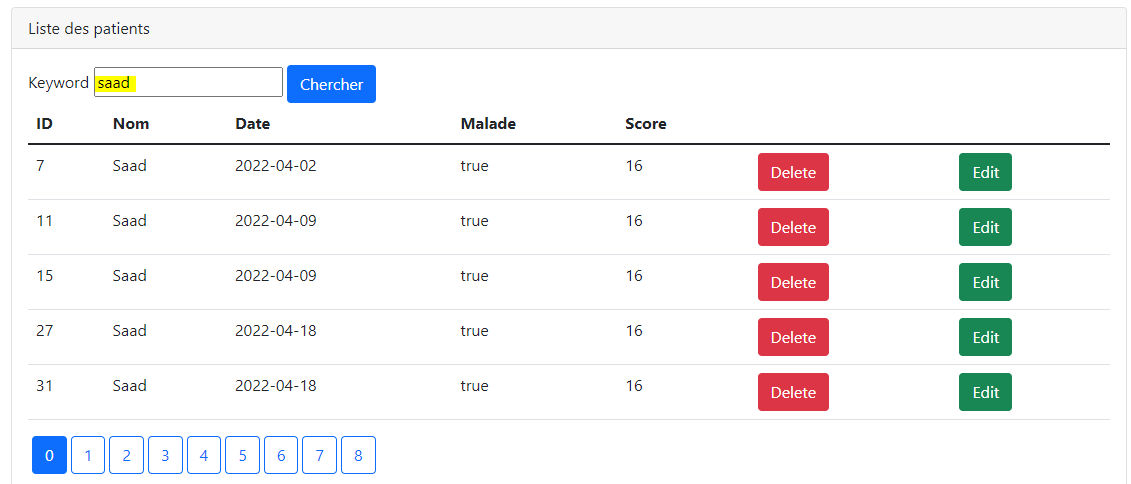 Liste des patients
Keyword saad Chercher
ID Nom Date Malade Score
7 Saad 2022-04-02 true 16 Delete Edit
11 Saad 2022-04-09 true 16 Delete Edit
15 Saad 2022-04-09 true 16 Delete Edit
27 Saad 2022-04-18 true 16 Delete Edit
31 Saad 2022-04-18 true 16 Delete Edit
0 1 2 3 4 5 6 7 8